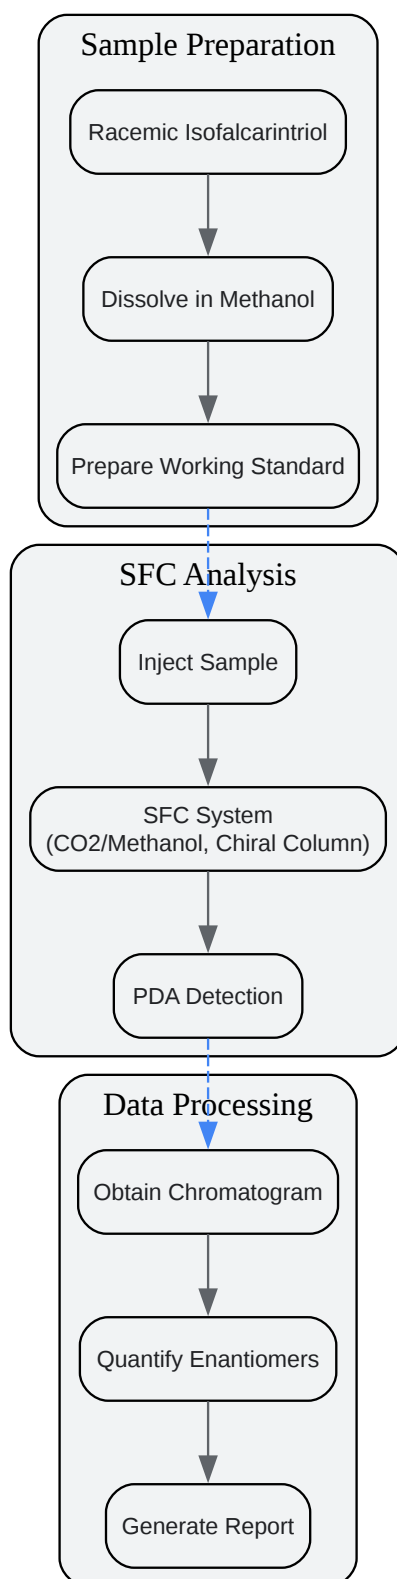 Sample Preparation
Racemic Isofalcarintriol
Dissolve in Methanol
Prepare Working Standard
SFC Analysis
Inject Sample
SFC System
(CO2/Methanol, Chiral Column)
PDA Detection
Data Processing
Obtain Chromatogram
Quantify Enantiomers
Generate Report